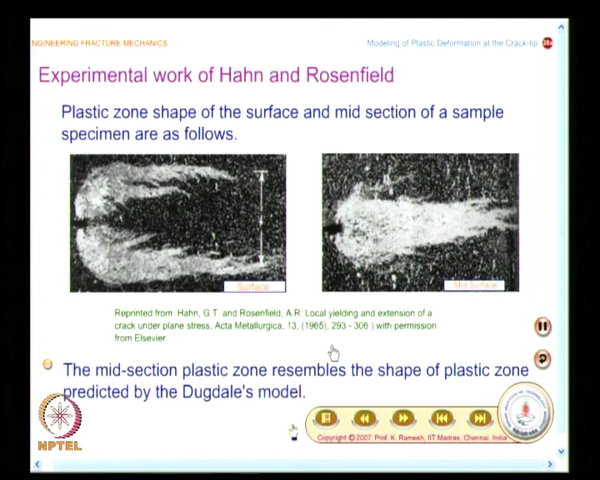 NGINEERING FRACTURE MECHANICS
Modeling of Plastic Deformation at the Crack-tip
Experimental work of Hahn and Rosenfield
Plastic zone shape of the surface and mid section of a sample
specimen are as follows.
Surface
Mid Surface
Reprinted from Hahn, G.T. and Rosenfield, A.R. Local yielding and extension of a
crack under plane stress, Acta Metallurgica, 13, (1965), 293 - 306 ) with permission
from Elsevier.
The mid-section plastic zone resembles the shape of plastic zone
predicted by the Dugdale's model.
NPTEL
Copyright © 2007 Prof. K. Ramesh, IIT Madras, Chennai, India